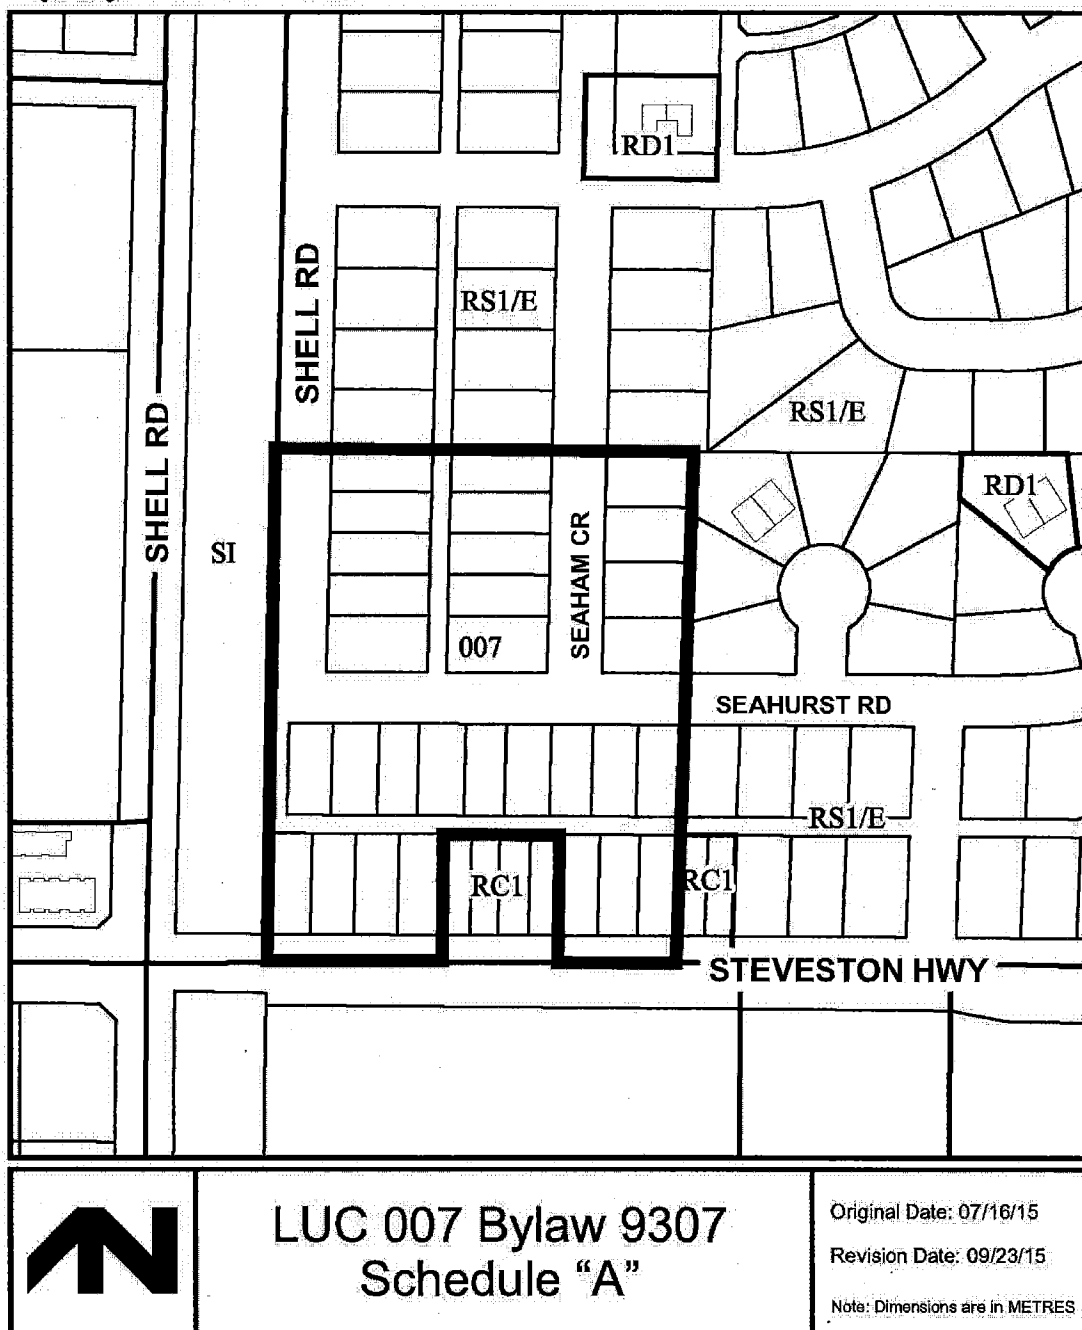 RD1
SHELL RD
RS1/E
RS1/E
SHELL RD
RD1
SI
SEAHAM CR
007
SEAHURST RD
RS1/E
RC1
RC1
STEVESTON HWY
LUC 007 Bylaw 9307
Schedule “A”
Original Date: 07/16/15
Revision Date: 09/23/15
Note: Dimensions are in METRES